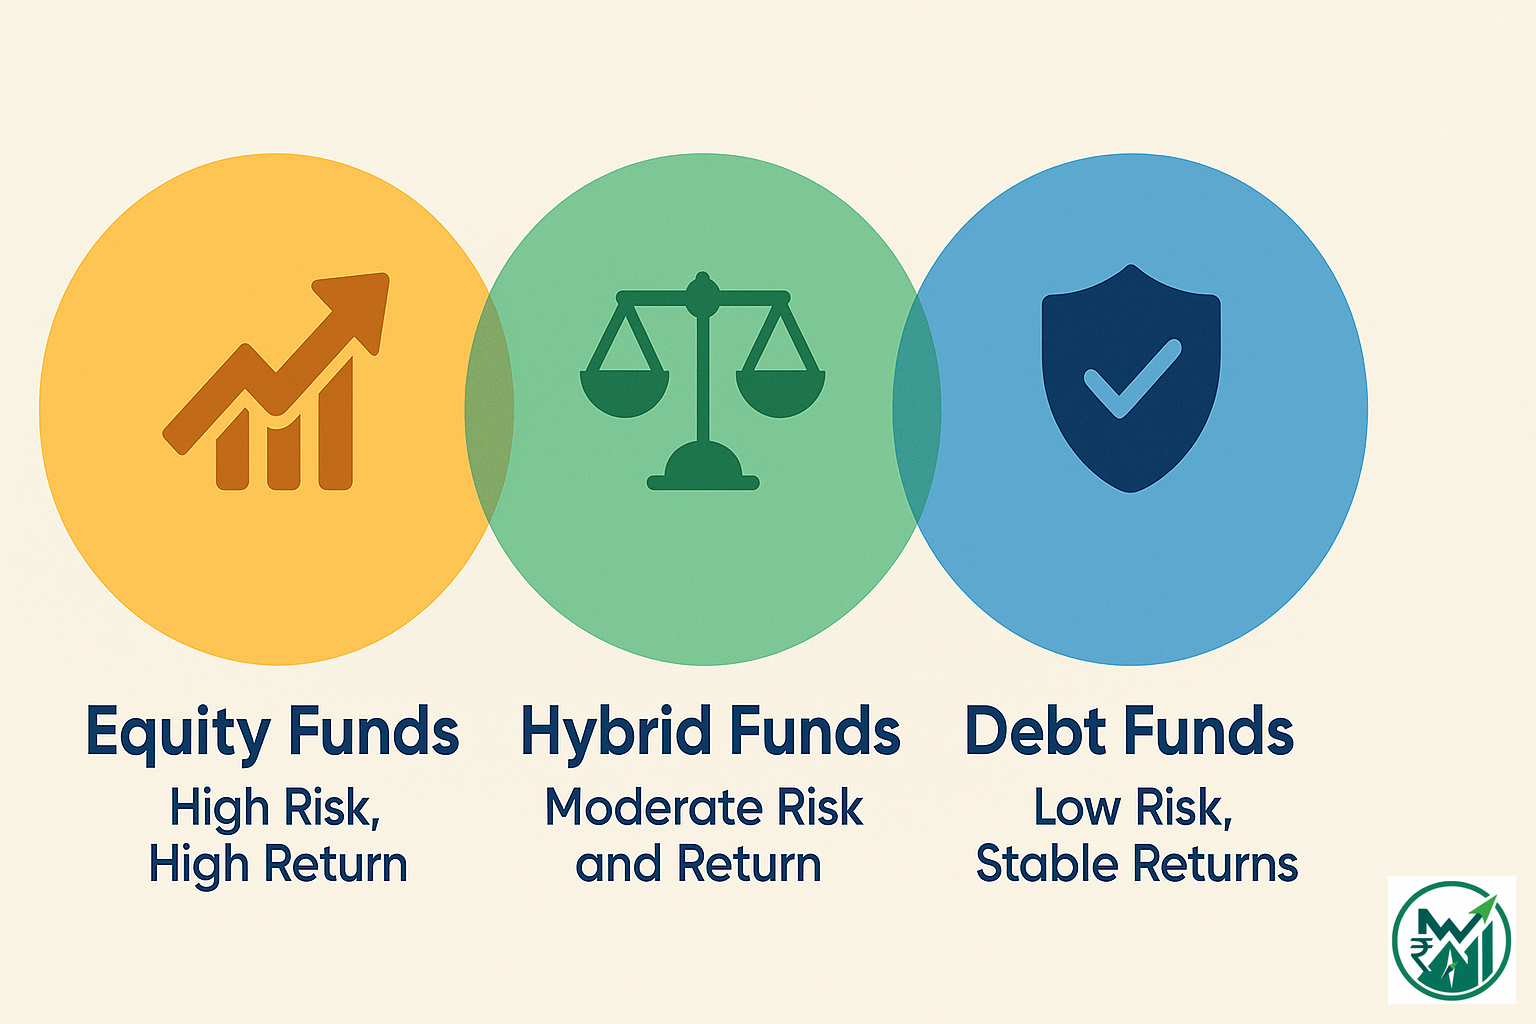 Equity Funds
High Risk,
High Return
Hybrid Funds
Moderate Risk
and Return
Debt Funds
Low Risk,
Stable Returns
₹